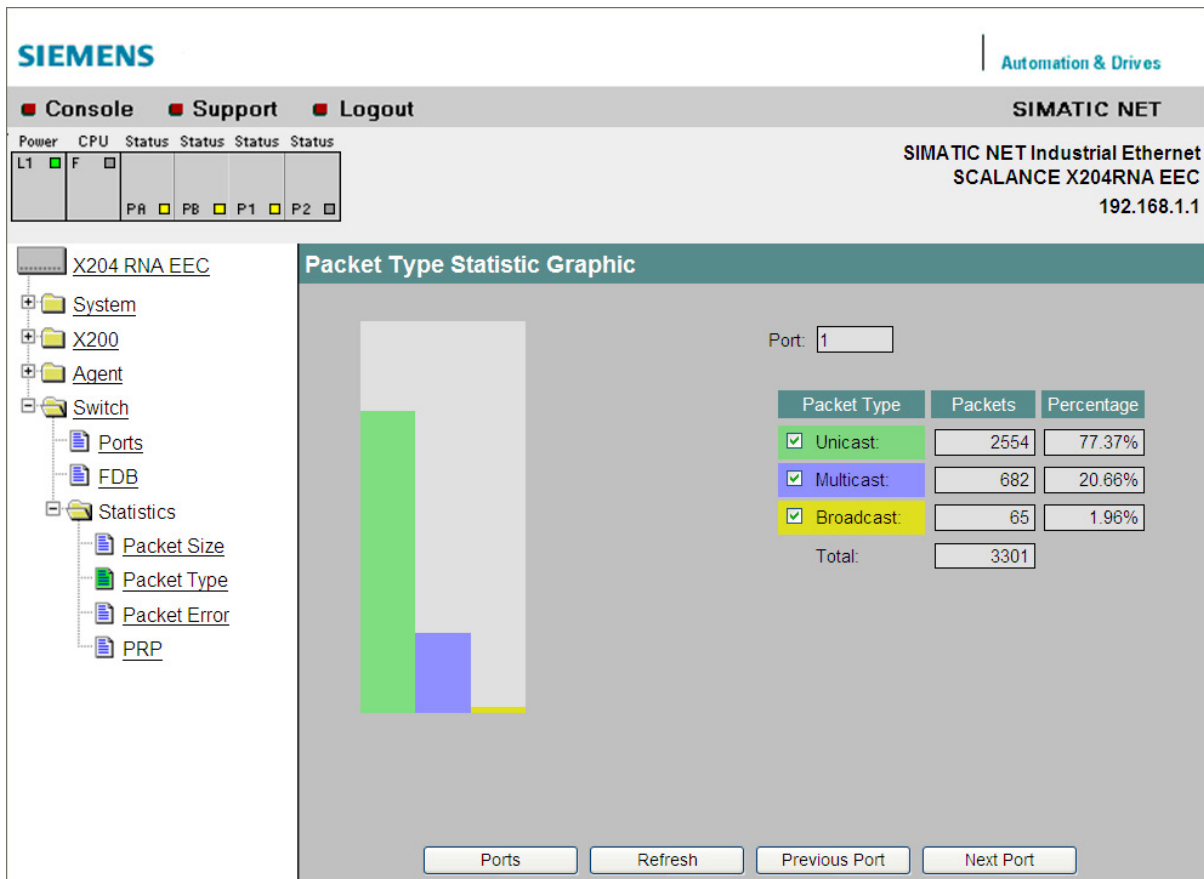 SIEMENS
Automation & Drives
Console Support Logout SIMATIC NET
Power CPU Status Status Status Status
L1 F
PA PB P1 P2
SIMATIC NET Industrial Ethernet
SCALANCE X204RNA EEC
192.168.1.1
X204 RNA EEC
System
X200
Agent
Switch
Ports
FDB
Statistics
Packet Size
Packet Type
Packet Error
PRP
Packet Type Statistic Graphic
Port: 1
Packet Type Packets Percentage
Unicast: 2554 77.37%
Multicast: 682 20.66%
Broadcast: 65 1.96%
Total: 3301
Ports Refresh Previous Port Next Port